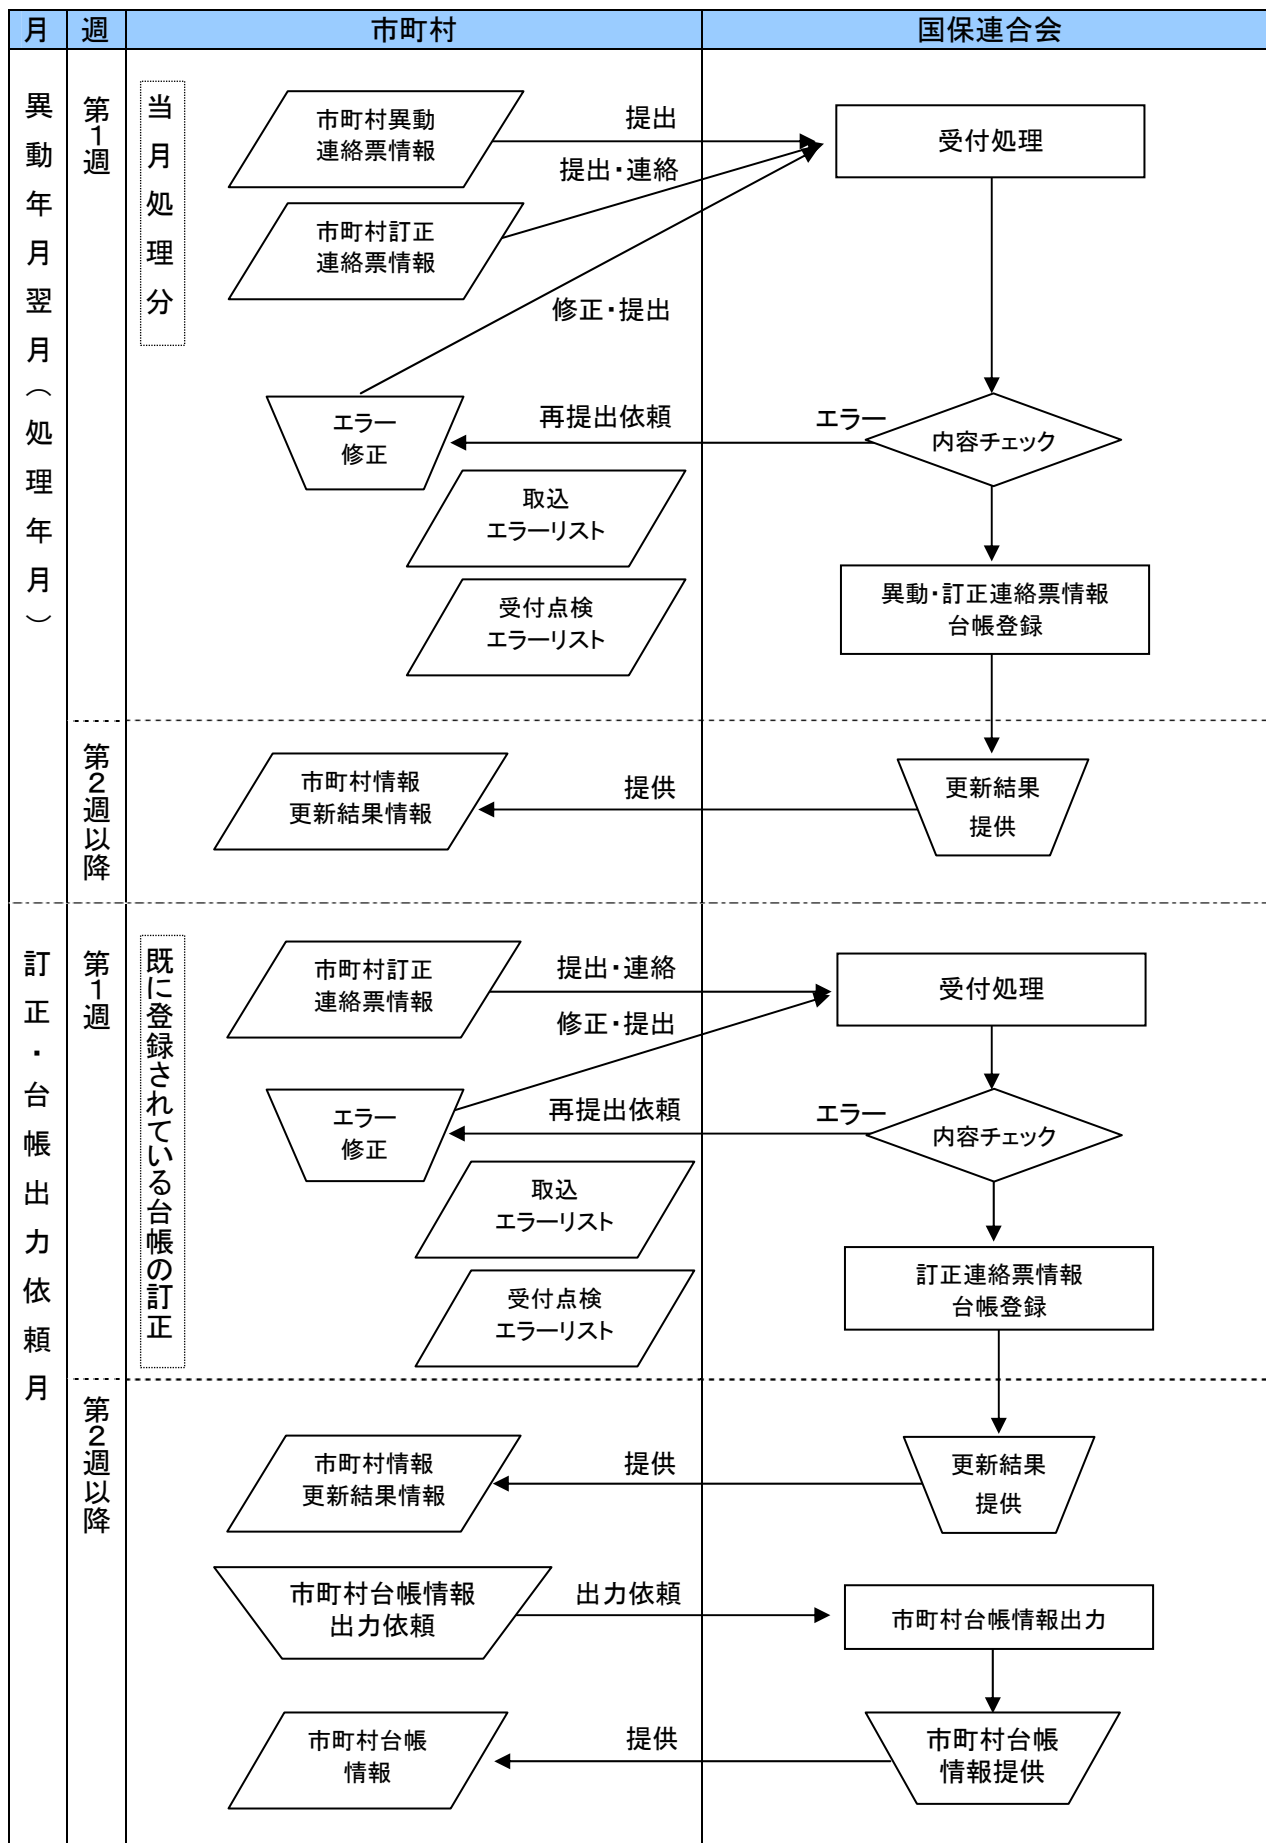 月
週
市町村
国保連合会
異動年月翌月（処理年月）
第1週
当月処理分
市町村異動
連絡票情報
提出
受付処理
提出・連絡
市町村訂正
連絡票情報
修正・提出
エラー
修正
再提出依頼
エラー
内容チェック
取込
エラーリスト
異動・訂正連絡票情報
台帳登録
受付点検
エラーリスト
第2週以降
市町村情報
更新結果情報
提供
更新結果
提供
訂正・台帳出力依頼月
第1週
既に登録されている台帳の訂正
市町村訂正
連絡票情報
提出・連絡
受付処理
修正・提出
エラー
修正
再提出依頼
エラー
内容チェック
取込
エラーリスト
訂正連絡票情報
台帳登録
受付点検
エラーリスト
第2週以降
市町村情報
更新結果情報
提供
更新結果
提供
市町村台帳情報
出力依頼
出力依頼
市町村台帳情報出力
市町村台帳
情報
提供
市町村台帳
情報提供